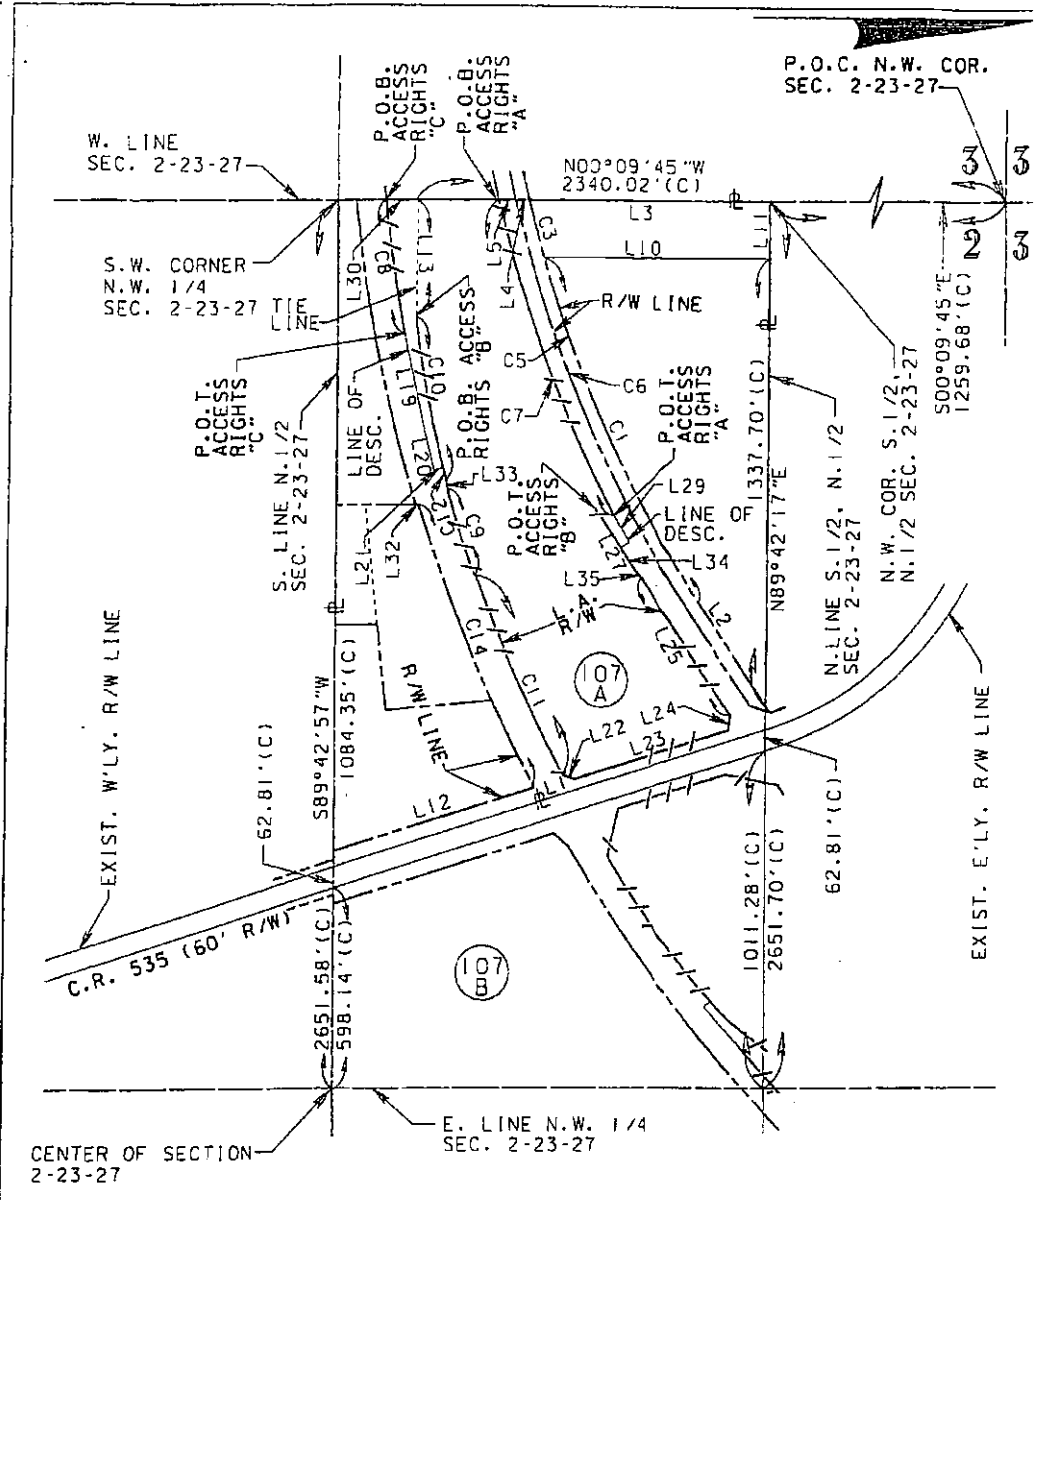 P.O.C. N.W. COR.
SEC. 2-23-27
3 3
2 3
W. LINE
SEC. 2-23-27
P.O.B.
ACCESS
RIGHTS
"C"
P.O.B.
ACCESS
RIGHTS
"A"
N00°09'45"W
2340.02'(C)
L3
L10
L11
C3
L5
L4
L13
C8
L30
S.W. CORNER
N.W. 1/4
SEC. 2-23-27
TIE
LINE
R/W LINE
C5
C6
C7
C1
P.O.B. ACCESS
RIGHTS "B"
C10
L19
L20
P.O.T.
ACCESS
RIGHTS
"C"
LINE OF
DESC.
P.O.T.
ACCESS
RIGHTS
"A"
S00°09'45"E
1259.68'(C)
N.W. COR. S.1/2,
N.1/2 SEC. 2-23-27
N.LINE S.1/2, N.1/2
SEC. 2-23-27
1337.70'(C)
N89°42'17"E
S. LINE N.1/2
SEC. 2-23-27
L21
L32
C12
L33
C9
P.O.T.
ACCESS
RIGHTS
"B"
L29
LINE OF
DESC.
L27
L34
L35
L2
L.A.
R/W
L25
C14
C11
107
A
R/W LINE
L22
L24
L23
L1
L12
EXIST. W'LY. R/W LINE
62.81'(C)
S89°42'57"W
1084.35'(C)
62.81'(C)
EXIST. E'LY. R/W LINE
C.R. 535 (60' R/W)
2651.58'(C)
598.14'(C)
107
B
1011.28'(C)
2651.70'(C)
E. LINE N.W. 1/4
SEC. 2-23-27
CENTER OF SECTION
2-23-27